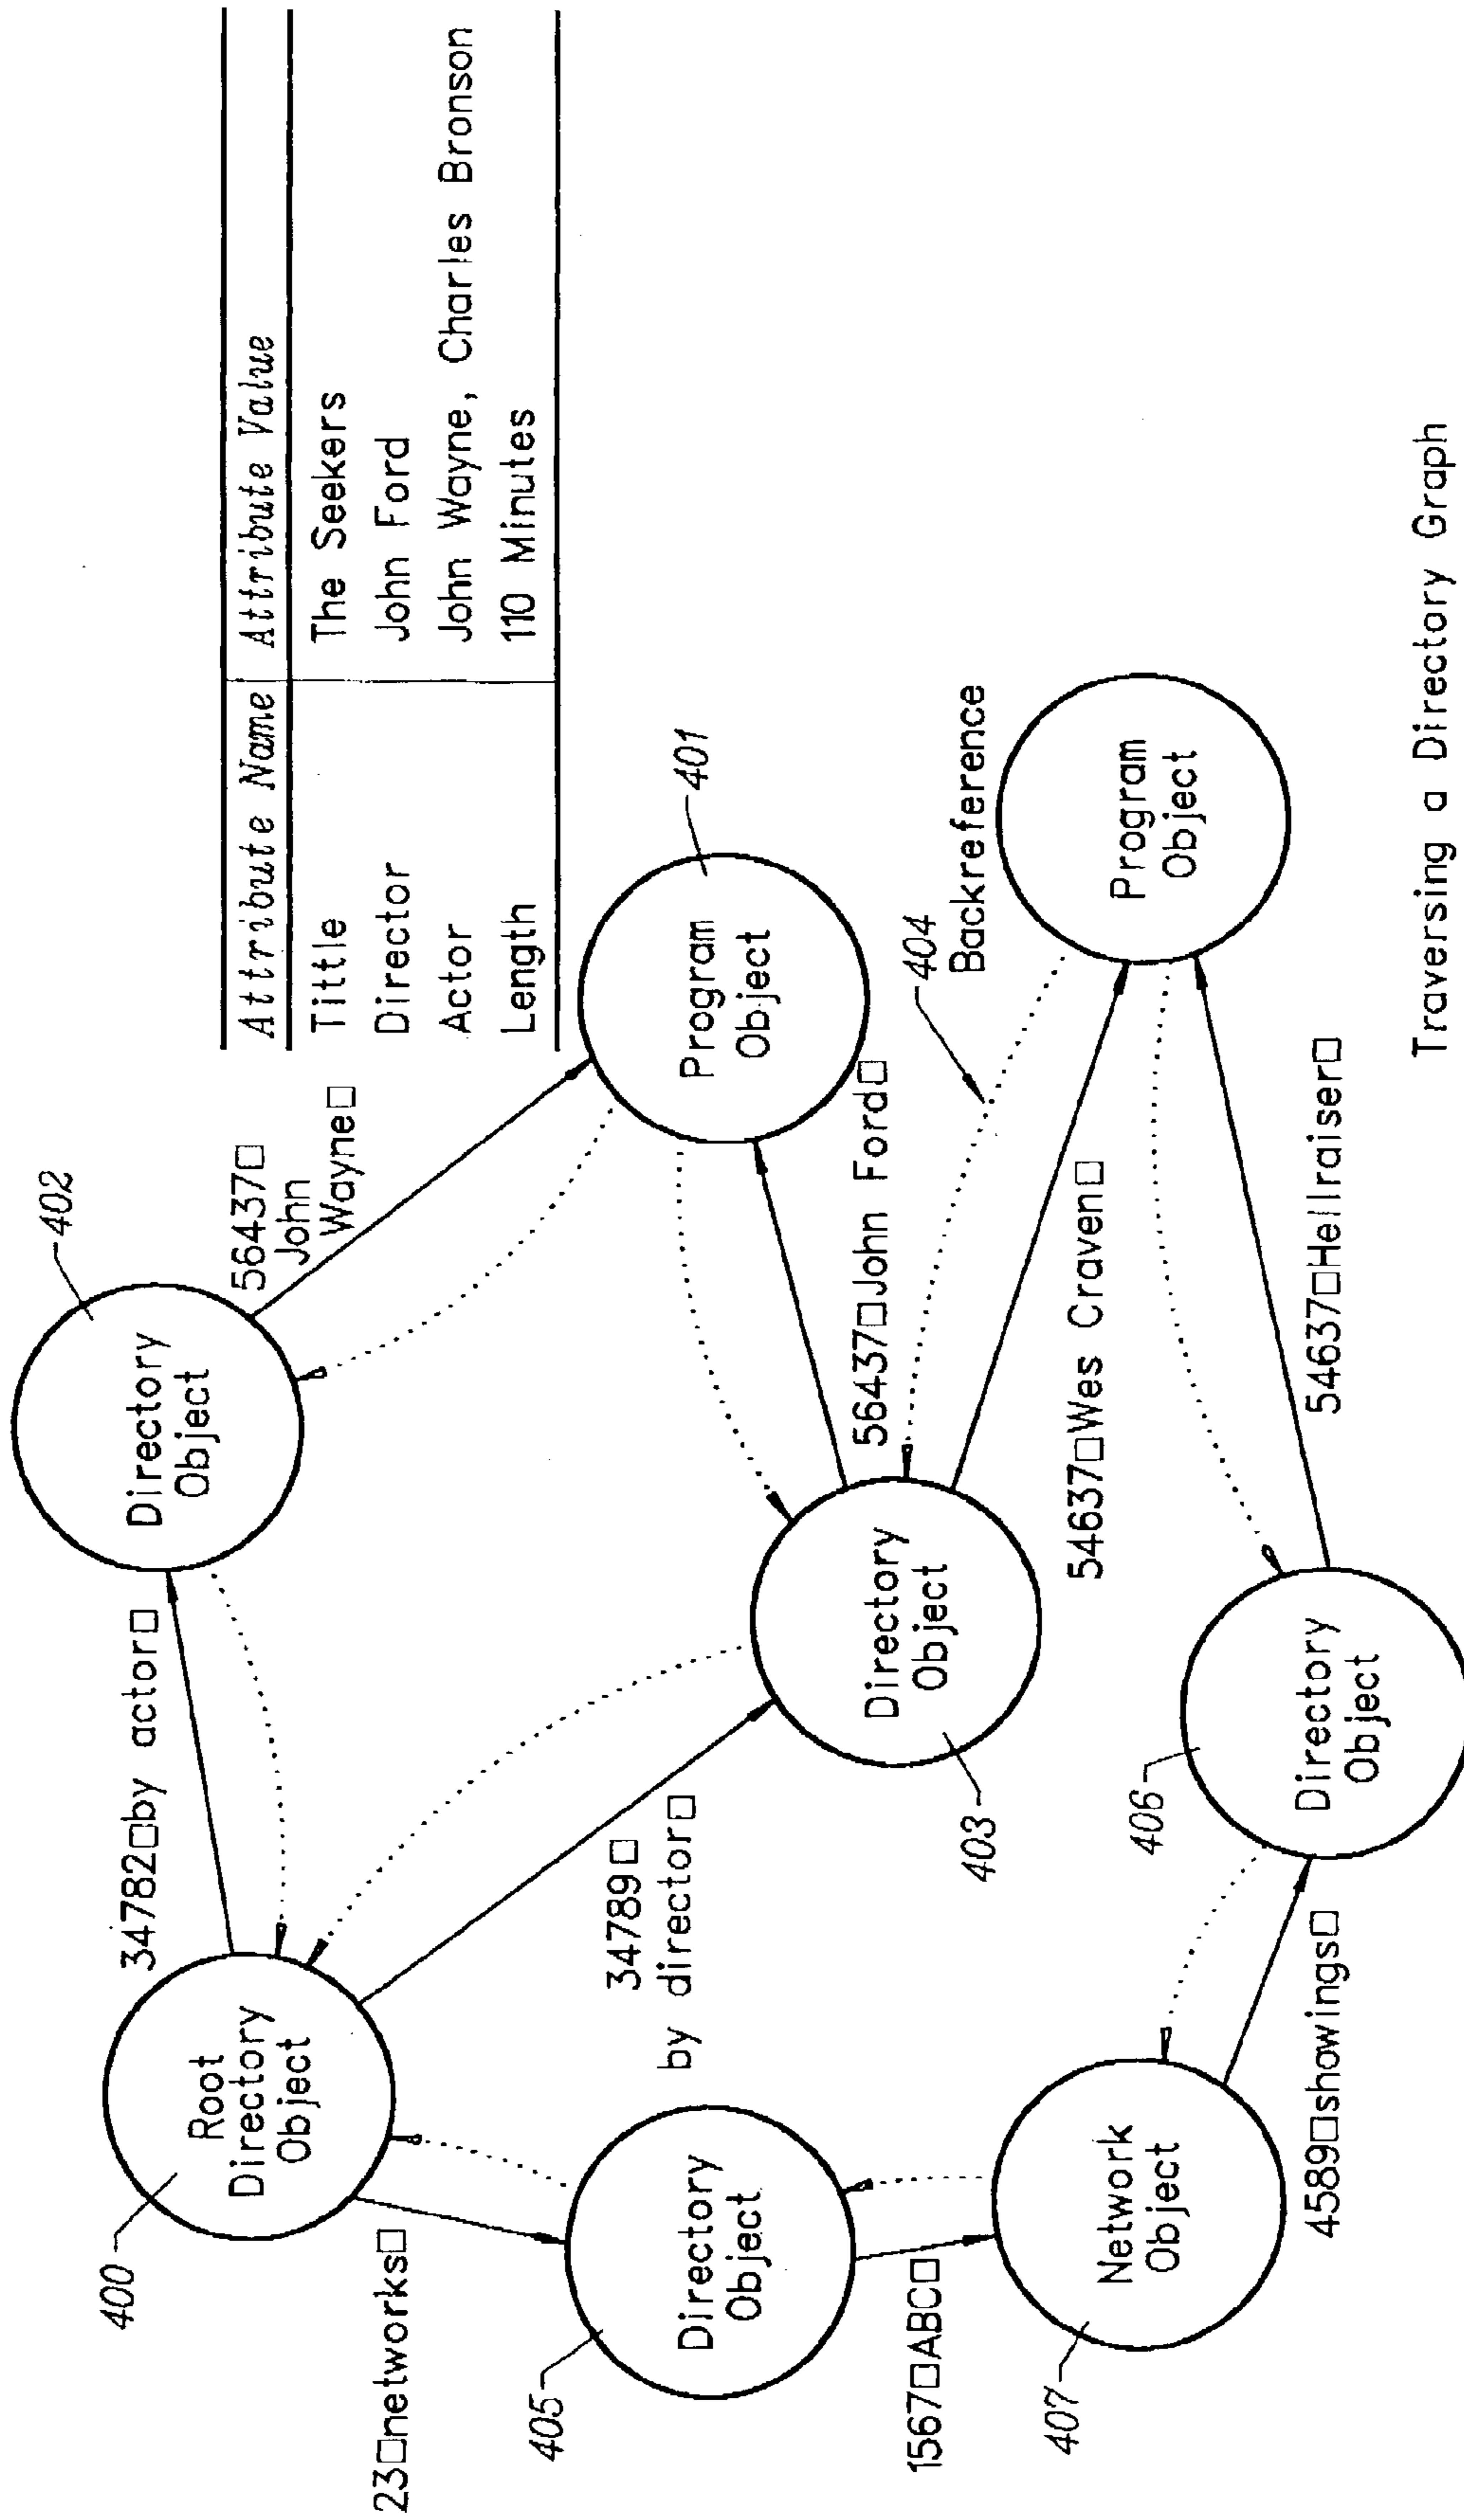 Attribute Name Attribute Value
Tittle The Seekers
Director John Ford
Actor John Wayne, Charles Bronson
Length 110 Minutes
402
400
Root
Directory
Object
34782□by actor□
Directory
Object
56437□
John
Wayne□
23□networks□
34789□
by director□
401
Program
Object
405
Directory
Object
403
Directory
Object
56437□John Ford□
404
Backreference
1567□ABC□
54637□Wes Craven□
Program
Object
407
Network
Object
406
Directory
Object
4589□showings□
54637□Hellraiser□
Traversing a Directory Graph